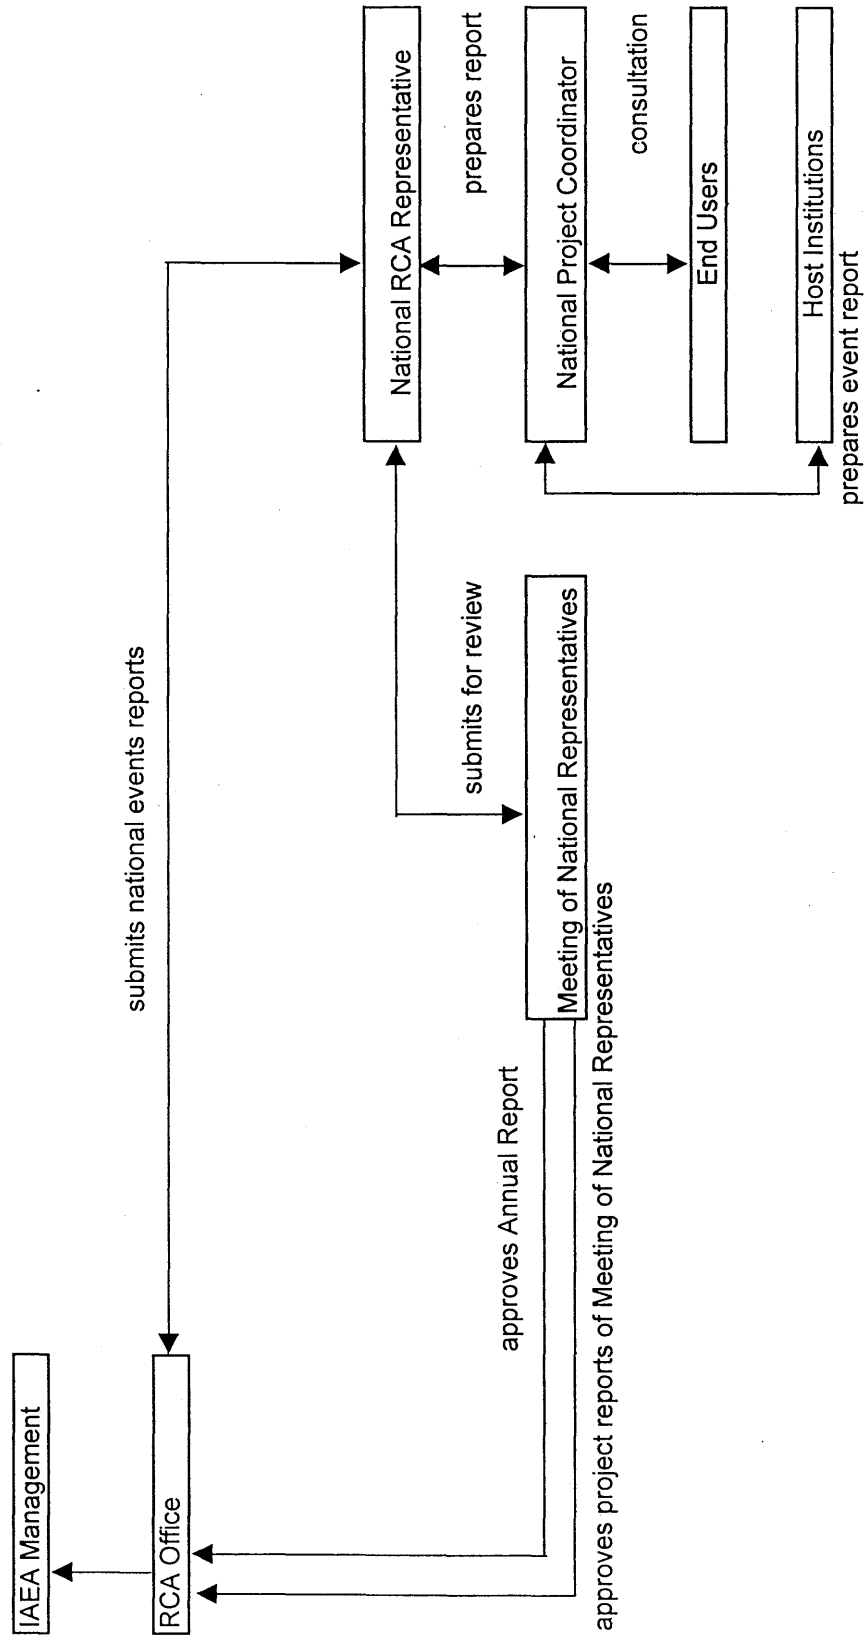 IAEA Management
RCA Office
submits national events reports
National RCA Representative
prepares report
submits for review
approves Annual Report
Meeting of National Representatives
National Project Coordinator
approves project reports of Meeting of National Representatives
consultation
End Users
Host Institutions
prepares event report